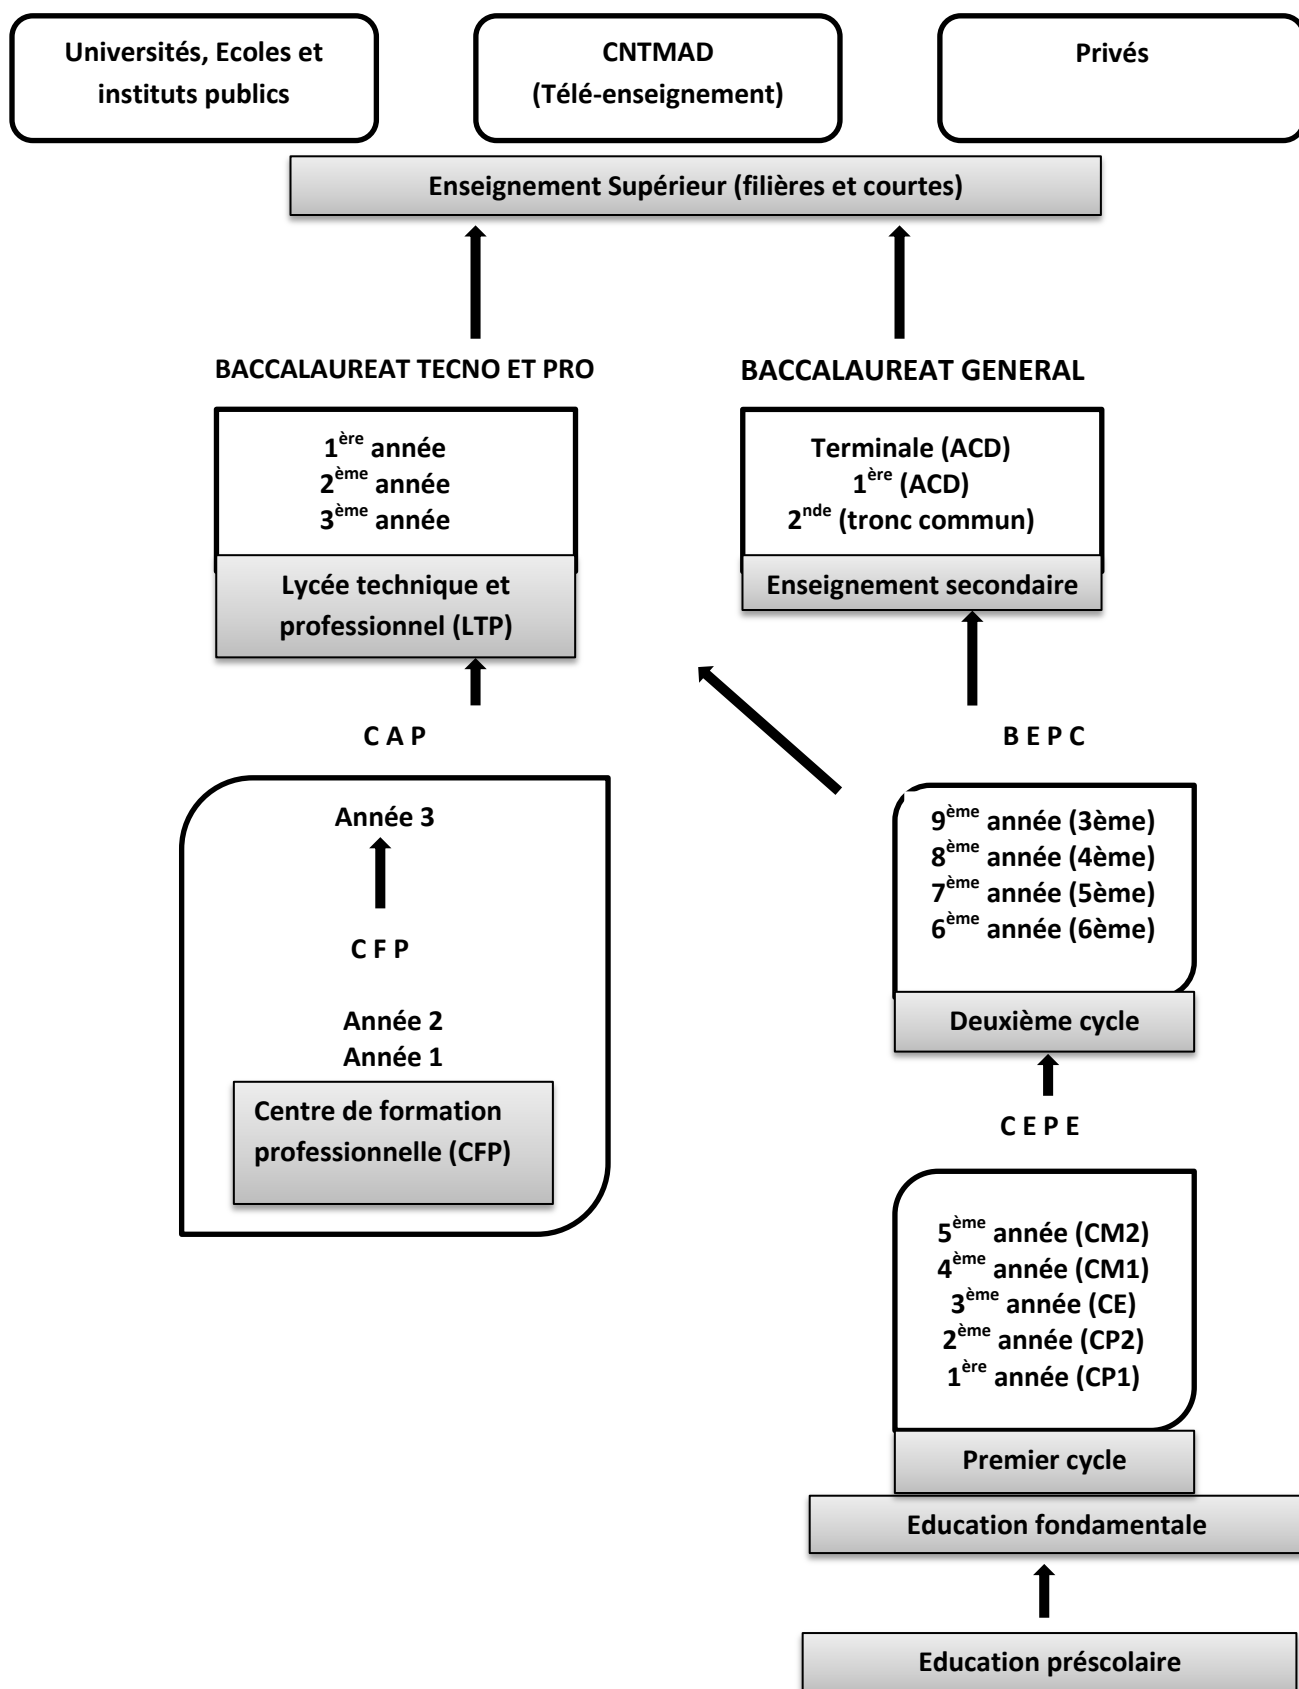 Universités, Ecoles et
instituts publics
CNTMAD
(Télé-enseignement)
Privés
Enseignement Supérieur (filières et courtes)
BACCALAUREAT TECNO ET PRO
BACCALAUREAT GENERAL
1ère année
2ème année
3ème année
Lycée technique et
professionnel (LTP)
Terminale (ACD)
1ère (ACD)
2nde (tronc commun)
Enseignement secondaire
C A P
B E P C
Année 3
C F P
Année 2
Année 1
Centre de formation
professionnelle (CFP)
9ème année (3ème)
8ème année (4ème)
7ème année (5ème)
6ème année (6ème)
Deuxième cycle
C E P E
5ème année (CM2)
4ème année (CM1)
3ème année (CE)
2ème année (CP2)
1ère année (CP1)
Premier cycle
Education fondamentale
Education préscolaire